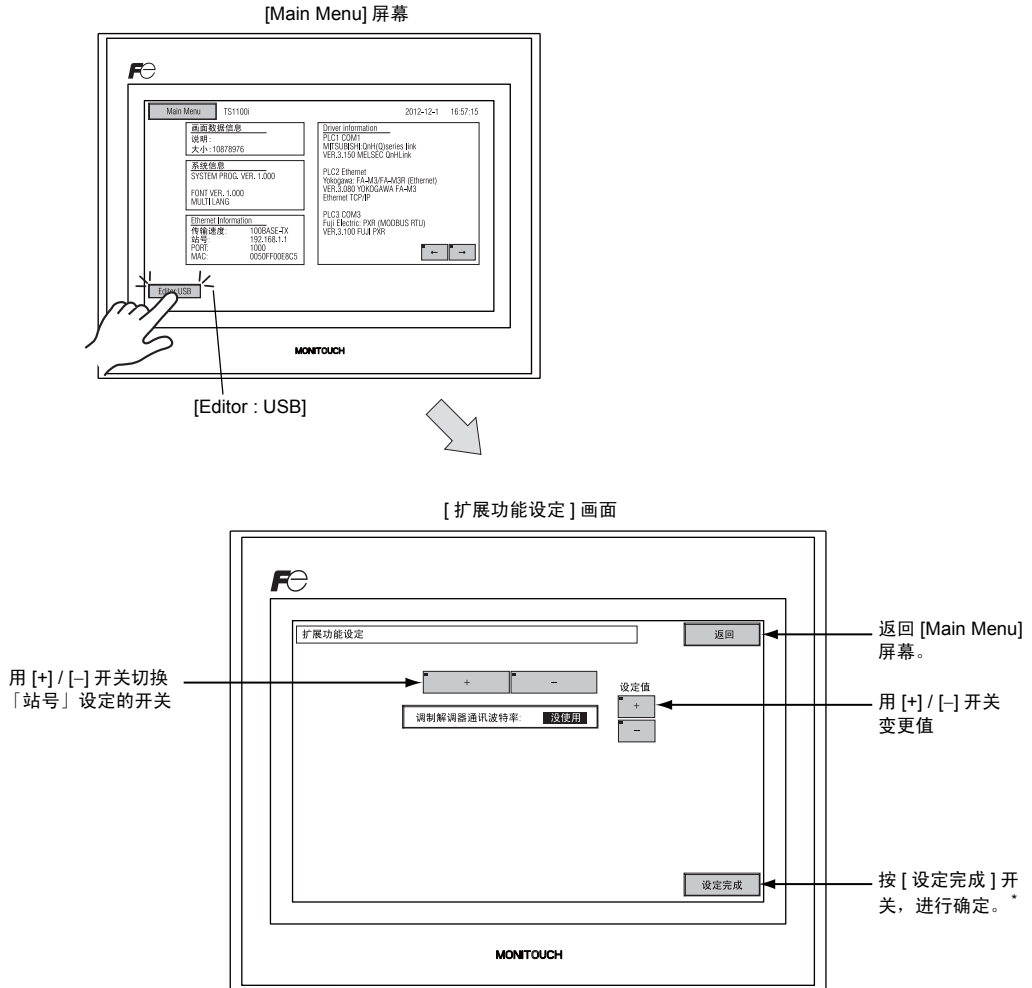 [Main Menu] 屏幕
Fe
Main Menu TS1100i 2012-12-1 16:57:15
画面数据信息
说明:
大小:10878976
系统信息
SYSTEM PROG. VER. 1.000
FONT VER. 1.000
MULTI LANG
Ethernet Information
传输速度: 100BASE-TX
站号: 192.168.1.1
PORT: 1000
MAC: 0050FF00E8C5
Driver information
PLC1 COM1
MITSUBISHI:QnH(Q)series link
VER.3.150 MELSEC QnHLink
PLC2 Ethernet
Yokogawa: FA-M3/FA-M3R (Ethernet)
VER.3.080 YOKOGAWA FA-M3
Ethernet TCP/IP
PLC3 COM3
Fuji Electric: PXR (MODBUS RTU)
VER.3.100 FUJI PXR
← →
Editor:USB
MONITOUCH
[Editor : USB]
[ 扩展功能设定 ] 画面
Fe
扩展功能设定
返回
返回 [Main Menu]
屏幕。
用 [+] / [–] 开关切换
「站号」设定的开关
+ −
调制解调器通讯波特率: 没使用
设定值
+
−
用 [+] / [–] 开关
变更值
设定完成
按 [ 设定完成 ] 开
关，进行确定。*
MONITOUCH